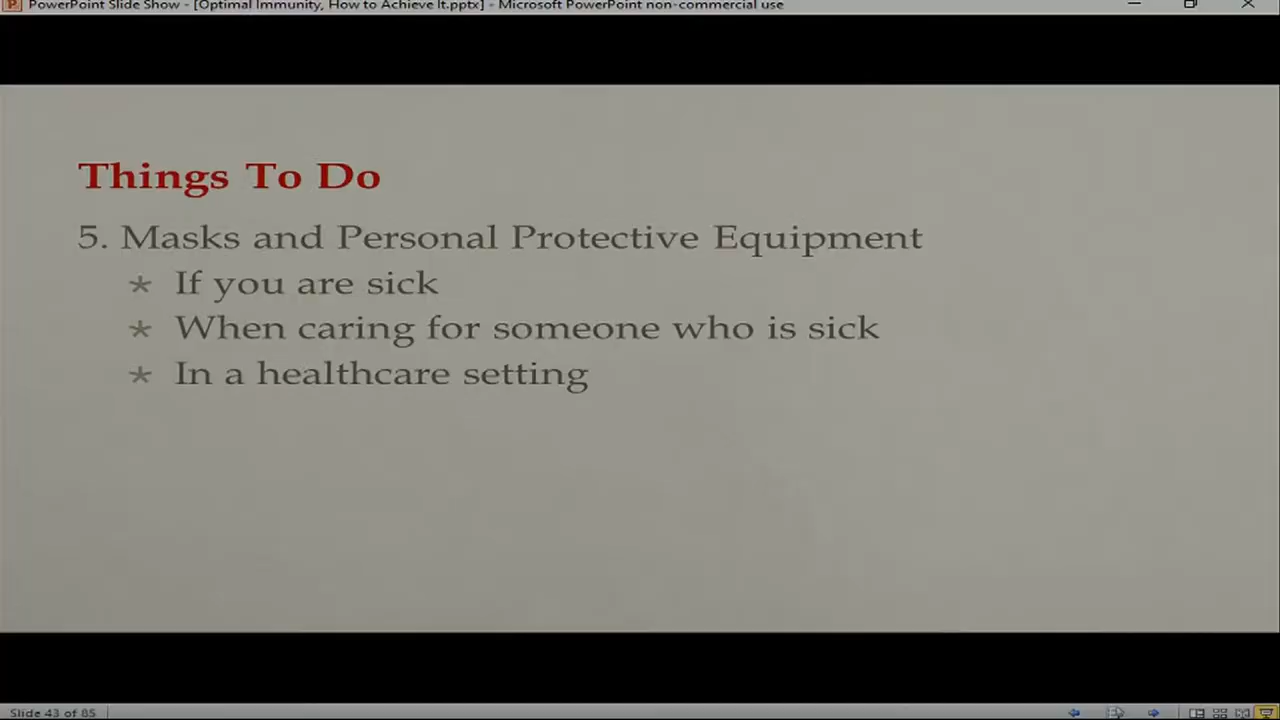 PowerPoint Slide Show - [Optimal Immunity, How to Achieve It.pptx] - Microsoft PowerPoint non-commercial use
Things To Do
5. Masks and Personal Protective Equipment
* If you are sick
* When caring for someone who is sick
* In a healthcare setting
Slide 43 of 85